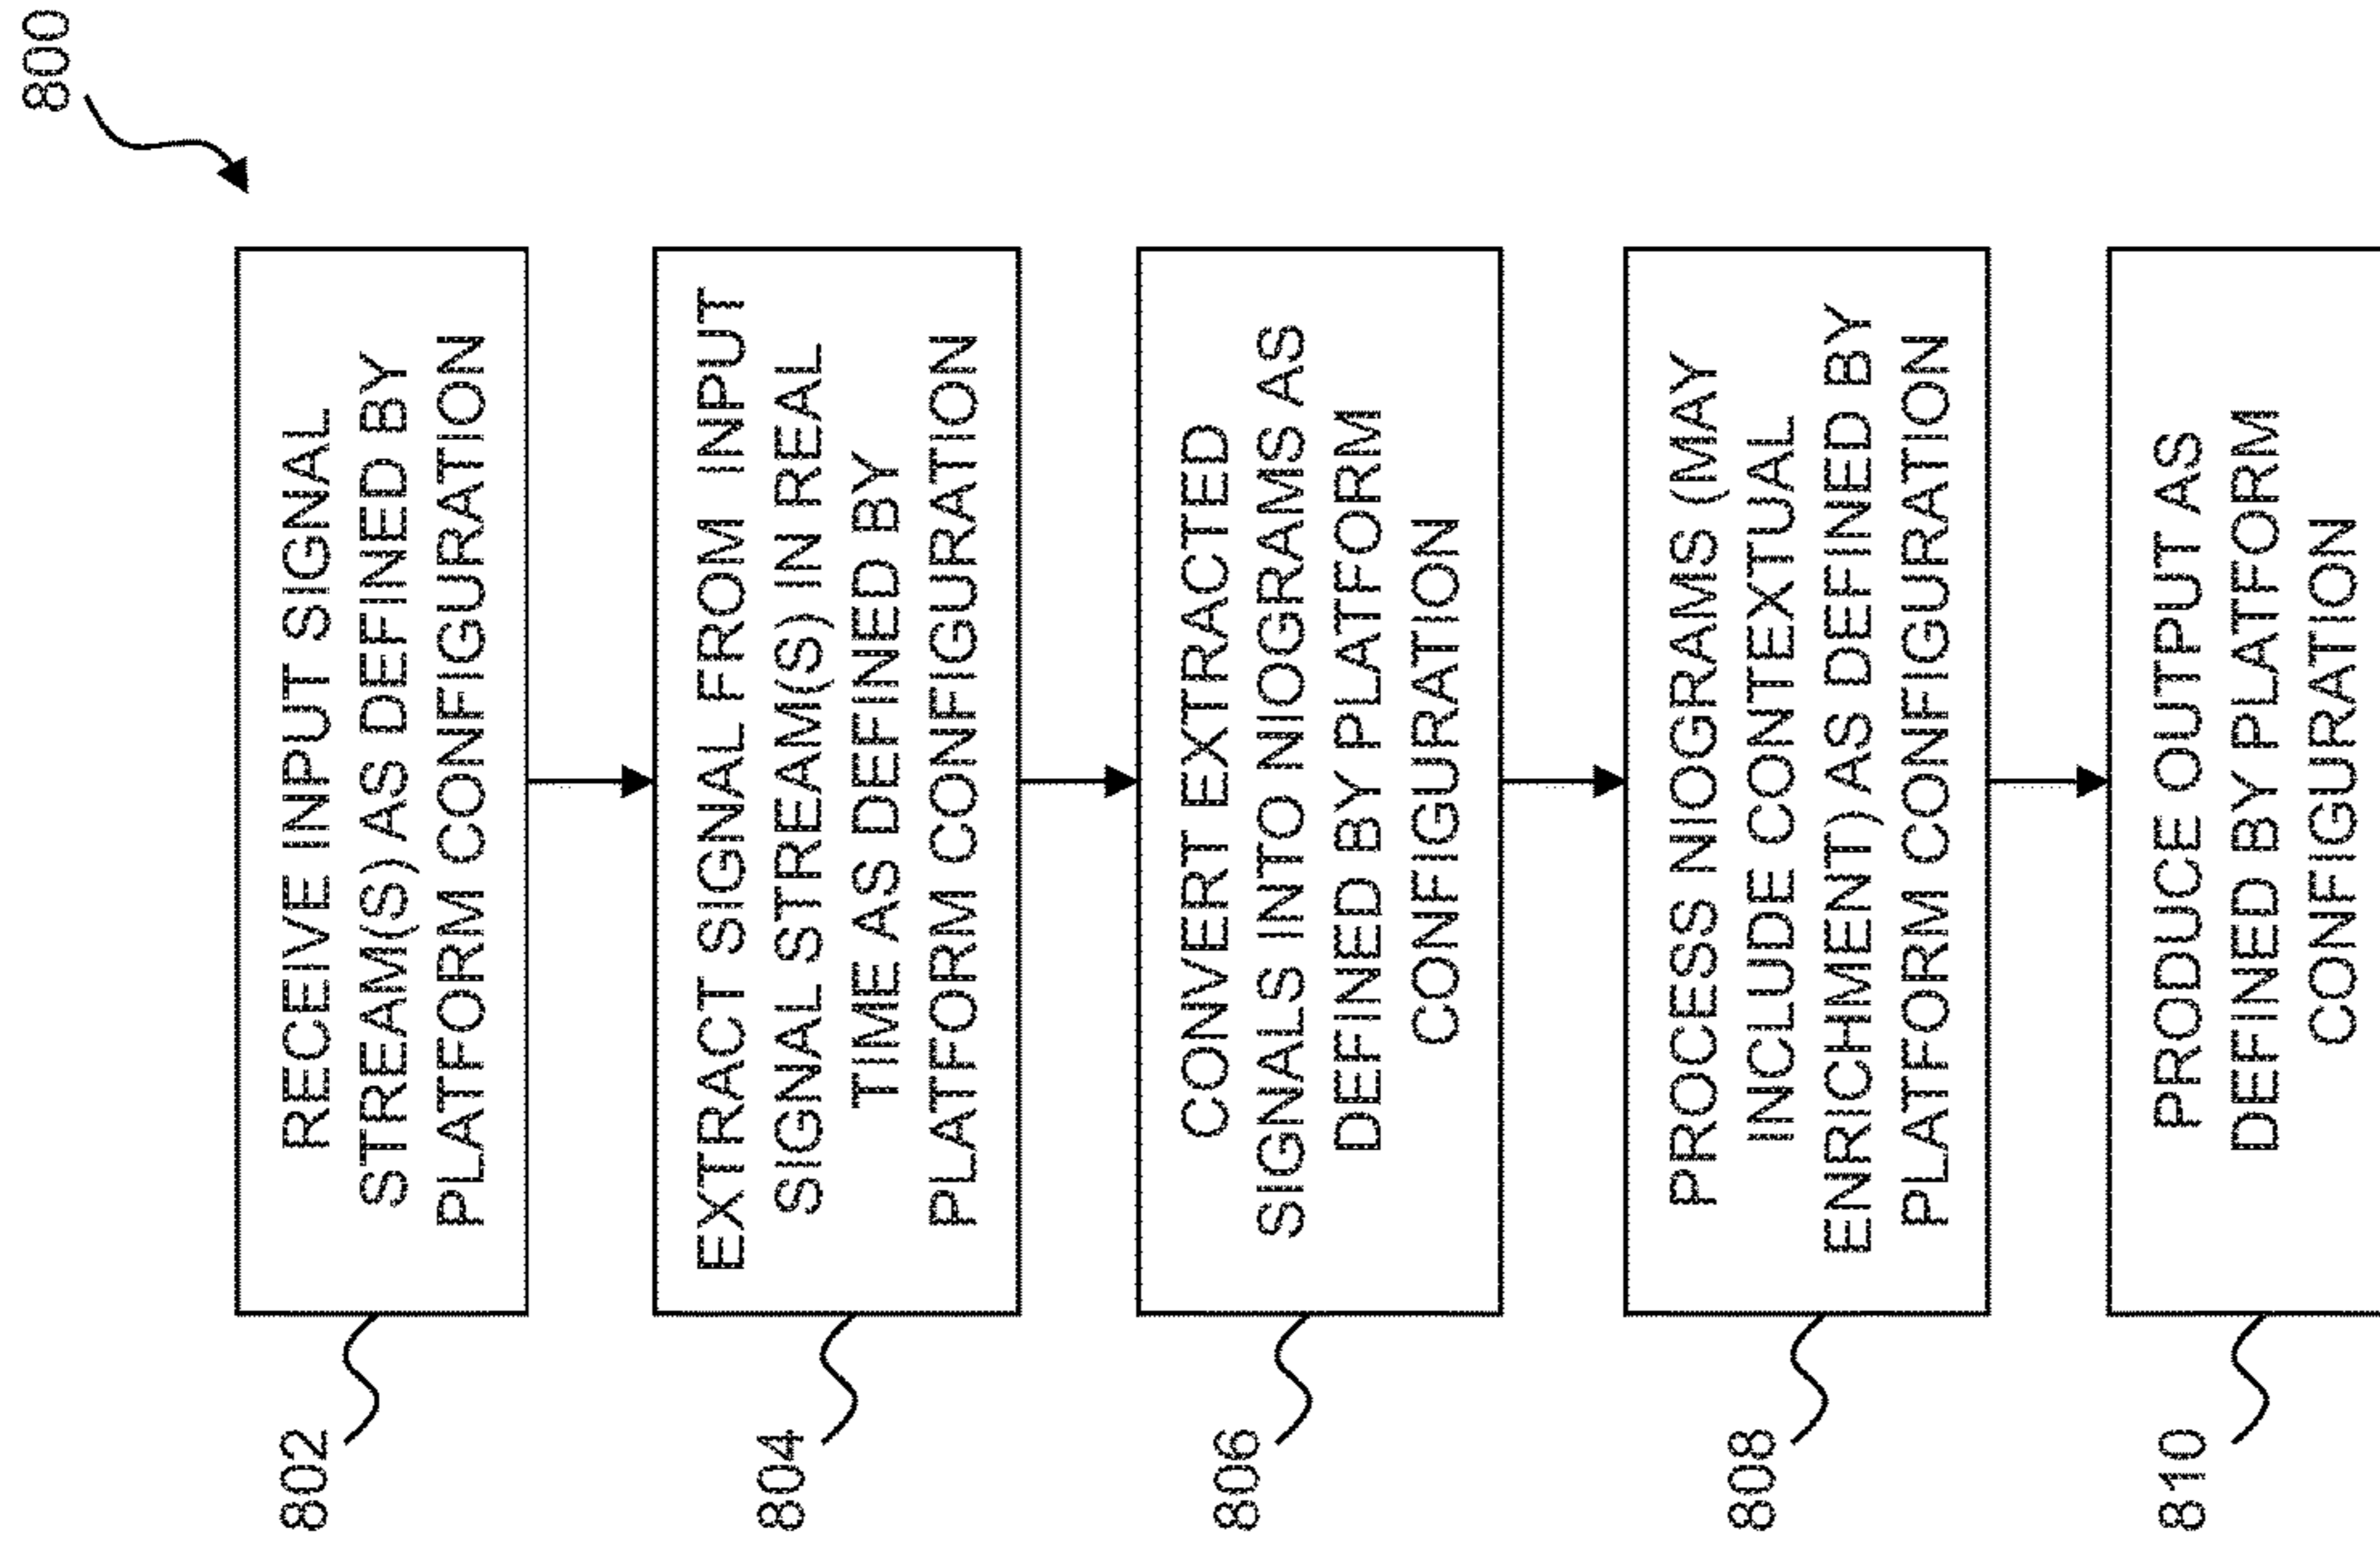 800
802
RECEIVE INPUT SIGNAL
STREAM(S) AS DEFINED BY
PLATFORM CONFIGURATION
804
EXTRACT SIGNAL FROM INPUT
SIGNAL STREAM(S) IN REAL
TIME AS DEFINED BY
PLATFORM CONFIGURATION
806
CONVERT EXTRACTED
SIGNALS INTO NIOGRAMS AS
DEFINED BY PLATFORM
CONFIGURATION
808
PROCESS NIOGRAMS (MAY
INCLUDE CONTEXTUAL
ENRICHMENT) AS DEFINED BY
PLATFORM CONFIGURATION
810
PRODUCE OUTPUT AS
DEFINED BY PLATFORM
CONFIGURATION